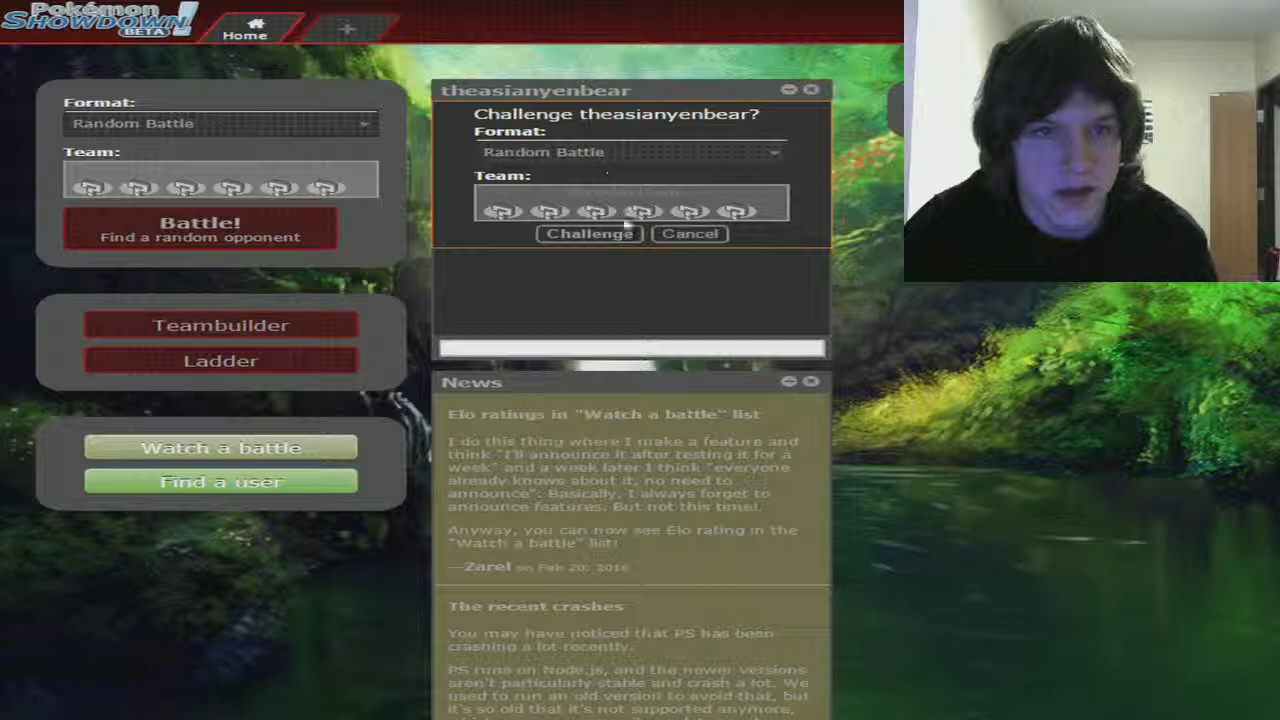 Pokémon
SHOWDOWN!
BETA
Home
+
Format:
Random Battle
Team:
Battle!
Find a random opponent
Teambuilder
Ladder
Watch a battle
Find a user
theasianyenbear
Challenge theasianyenbear?
Format:
Random Battle
Team:
Challenge
Cancel
News
Elo ratings in "Watch a battle" list
I do this thing where I make a feature and
think "I'll announce it after testing it for a
week" and a week later I think "everyone
already knows about it, no need to
announce". Basically, I always forget to
announce features. But not this time!
Anyway, you can now see Elo rating in the
"Watch a battle" list!
—Zarel on Feb 20, 2016
The recent crashes
You may have noticed that PS has been
crashing a lot recently.
PS runs on Node.js, and the newer versions
aren't particularly stable and crash a lot. We
used to run an old version to avoid that, but
it's so old that it's not supported anymore,